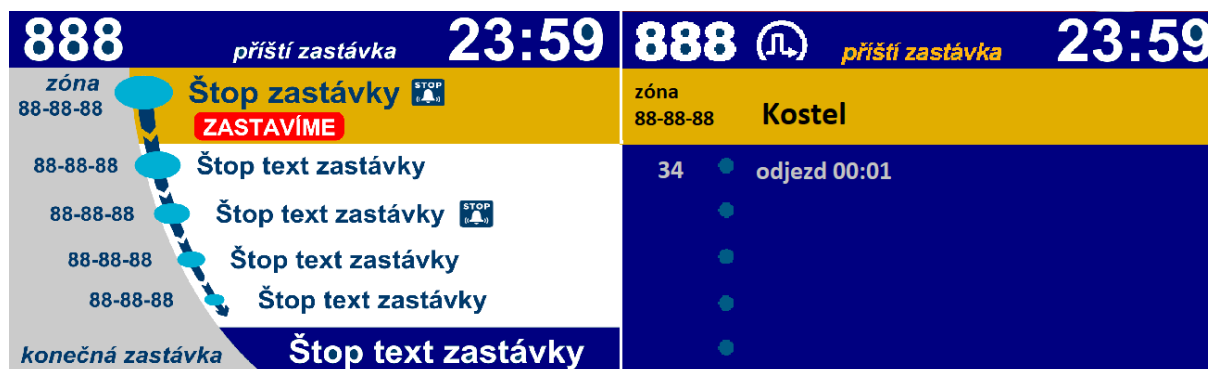 888 příští zastávka 23:59
zóna
88-88-88 Štop zastávky STOP
ZASTAVÍME
88-88-88 Štop text zastávky
88-88-88 Štop text zastávky STOP
88-88-88 Štop text zastávky
88-88-88 Štop text zastávky
konečná zastávka Štop text zastávky
888 příští zastávka 23:59
zóna
88-88-88 Kostel
34 odjezd 00:01